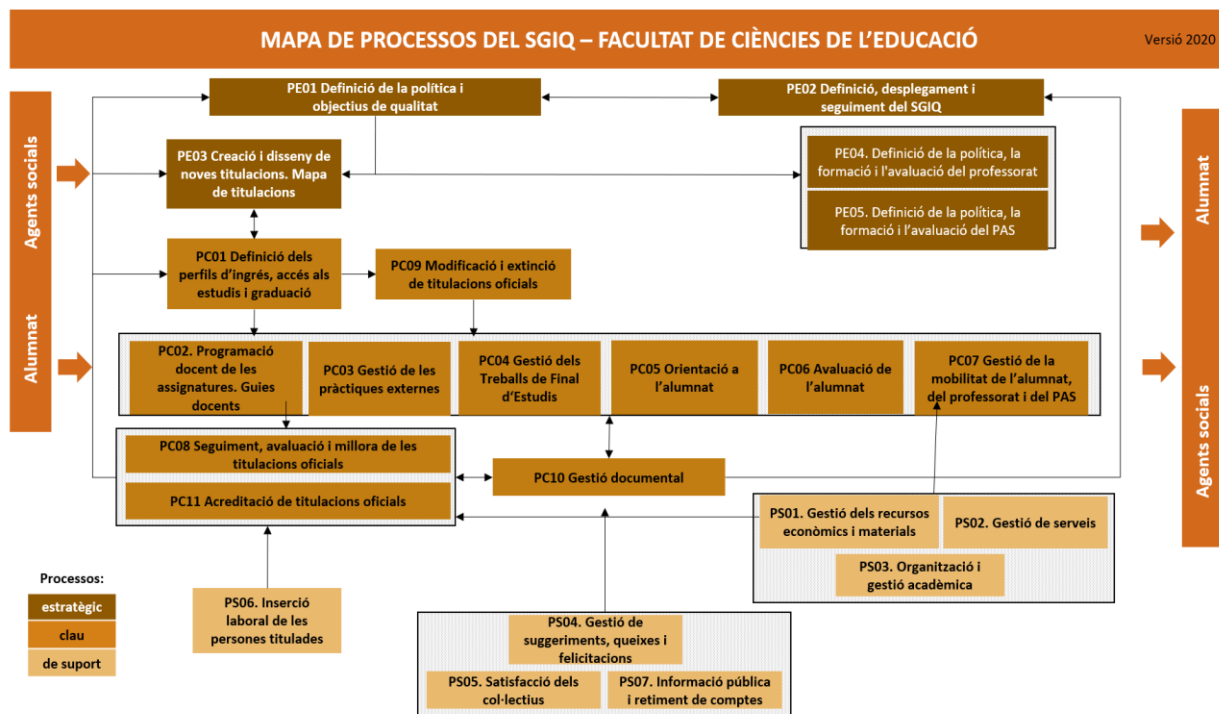 MAPA DE PROCESSOS DEL SGIQ – FACULTAT DE CIÈNCIES DE L'EDUCACIÓ
Versió 2020
PE01 Definició de la política i
objectius de qualitat
PE02 Definició, desplegament i
seguiment del SGIQ
Agents socials
Alumnat
PE03 Creació i disseny de
noves titulacions. Mapa
de titulacions
PE04. Definició de la política, la
formació i l'avaluació del professorat
PE05. Definició de la política, la
formació i l'avaluació del PAS
Alumnat
Agents socials
PC01 Definició dels
perfils d'ingrés, accés als
estudis i graduació
PC09 Modificació i extinció
de titulacions oficials
PC02. Programació
docent de les
assignatures. Guies
docents
PC03 Gestió de les
pràctiques externes
PC04 Gestió dels
Treballs de Final
d'Estudis
PC05 Orientació a
l'alumnat
PC06 Avaluació de
l'alumnat
PC07 Gestió de la
mobilitat de l'alumnat,
del professorat i del PAS
PC08 Seguiment, avaluació i millora de les
titulacions oficials
PC11 Acreditació de titulacions oficials
PC10 Gestió documental
PS01. Gestió dels recursos
econòmics i materials
PS02. Gestió de serveis
PS03. Organització i
gestió acadèmica
Processos:
estratègic
clau
de suport
PS06. Inserció
laboral de les
persones titulades
PS04. Gestió de
suggeriments, queixes i
felicitacions
PS05. Satisfacció dels
col·lectius
PS07. Informació pública
i retiment de comptes